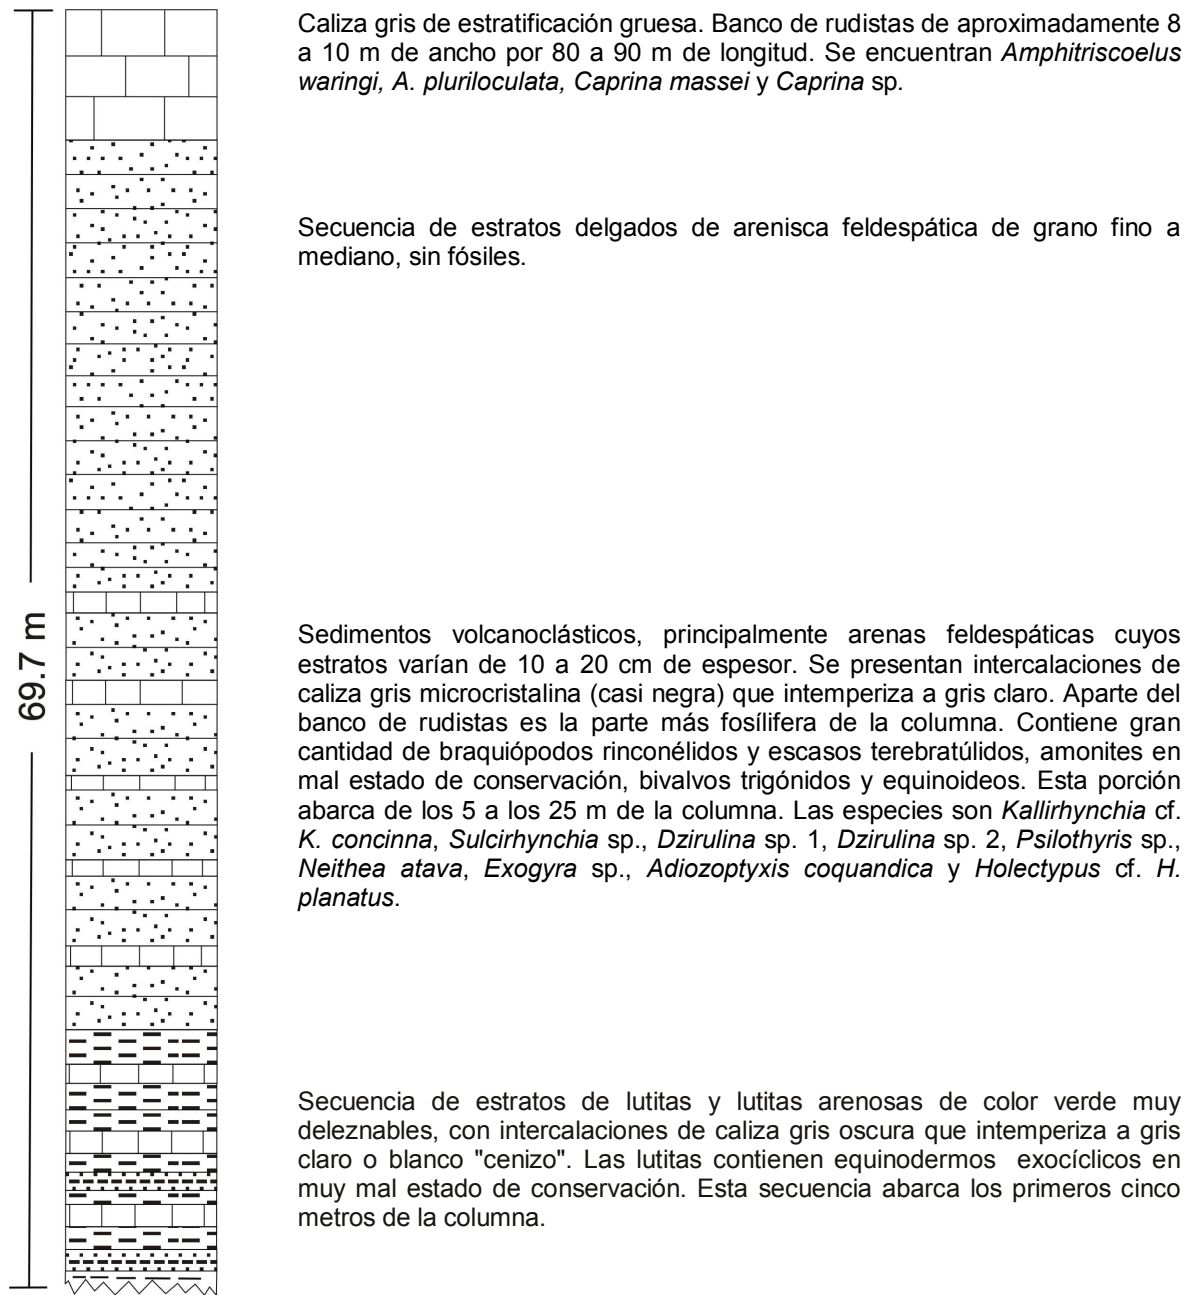 Caliza gris de estratificación gruesa. Banco de rudistas de aproximadamente 8
a 10 m de ancho por 80 a 90 m de longitud. Se encuentran Amphitriscoelus
waringi, A. pluriloculata, Caprina massei y Caprina sp.
Secuencia de estratos delgados de arenisca feldespática de grano fino a
mediano, sin fósiles.
69.7 m
Sedimentos volcanoclásticos, principalmente arenas feldespáticas cuyos
estratos varían de 10 a 20 cm de espesor. Se presentan intercalaciones de
caliza gris microcristalina (casi negra) que intemperiza a gris claro. Aparte del
banco de rudistas es la parte más fosílifera de la columna. Contiene gran
cantidad de braquiópodos rinconélidos y escasos terebratúlidos, amonites en
mal estado de conservación, bivalvos trigónidos y equinoideos. Esta porción
abarca de los 5 a los 25 m de la columna. Las especies son Kallirhynchia cf.
K. concinna, Sulcirhynchia sp., Dzirulina sp. 1, Dzirulina sp. 2, Psilothyris sp.,
Neithea atava, Exogyra sp., Adiozoptyxis coquandica y Holectypus cf. H.
planatus.
Secuencia de estratos de lutitas y lutitas arenosas de color verde muy
deleznables, con intercalaciones de caliza gris oscura que intemperiza a gris
claro o blanco "cenizo". Las lutitas contienen equinodermos exocíclicos en
muy mal estado de conservación. Esta secuencia abarca los primeros cinco
metros de la columna.